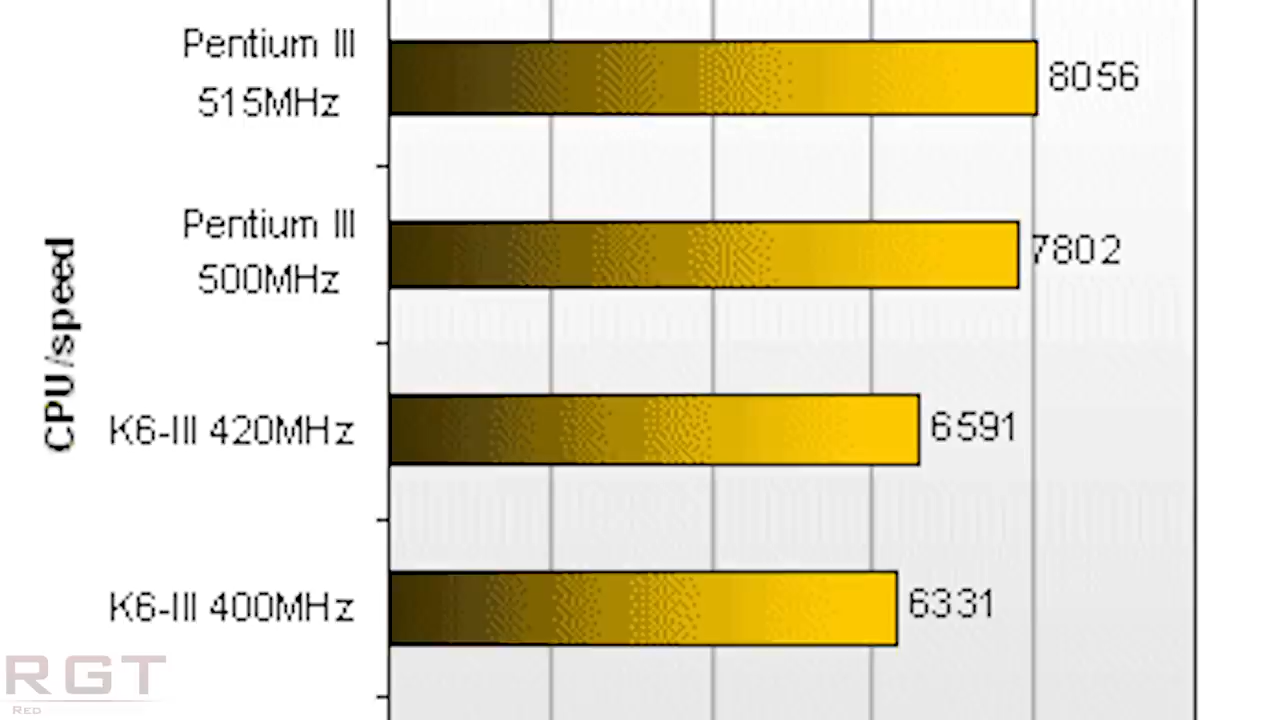 Pentium III
515MHz
8056
Pentium III
500MHz
7802
CPU/speed
K6-III 420MHz
6591
K6-III 400MHz
6331
RGT
Red